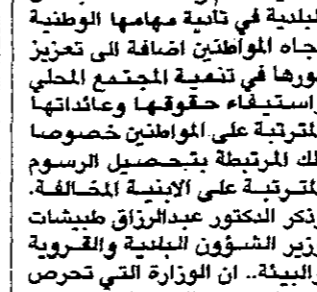 البلدية في تأدية مهامها الوطنية
تجاه المواطنين اضافة الى تعزيز
دورها في تنمية المجتمع المحلي
واستيفاء حقوقها وعائداتها
المترتبة على المواطنين خصوصا
تلك المرتبطة بتحصيل الرسوم
المترتبة على الابنية المخالفة.
وذكر الدكتور عبدالرزاق طبيشات
وزير الشؤون البلدية والقروية
والبيئة.. ان الوزارة التي تحرص